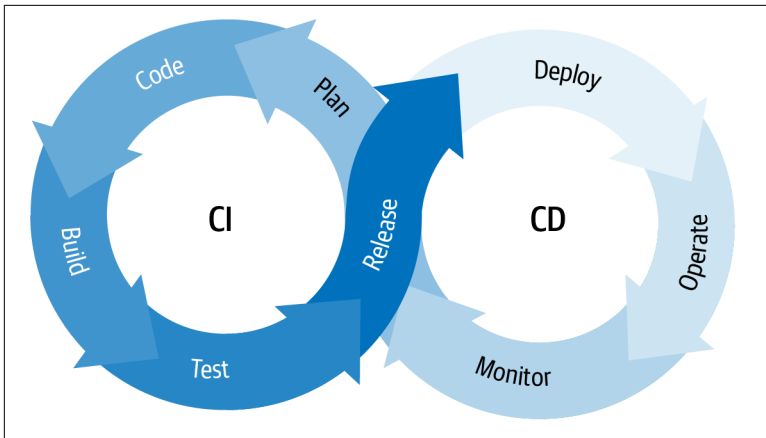 Plan
Code
Build
Test
Release
Deploy
Operate
Monitor
CI
CD